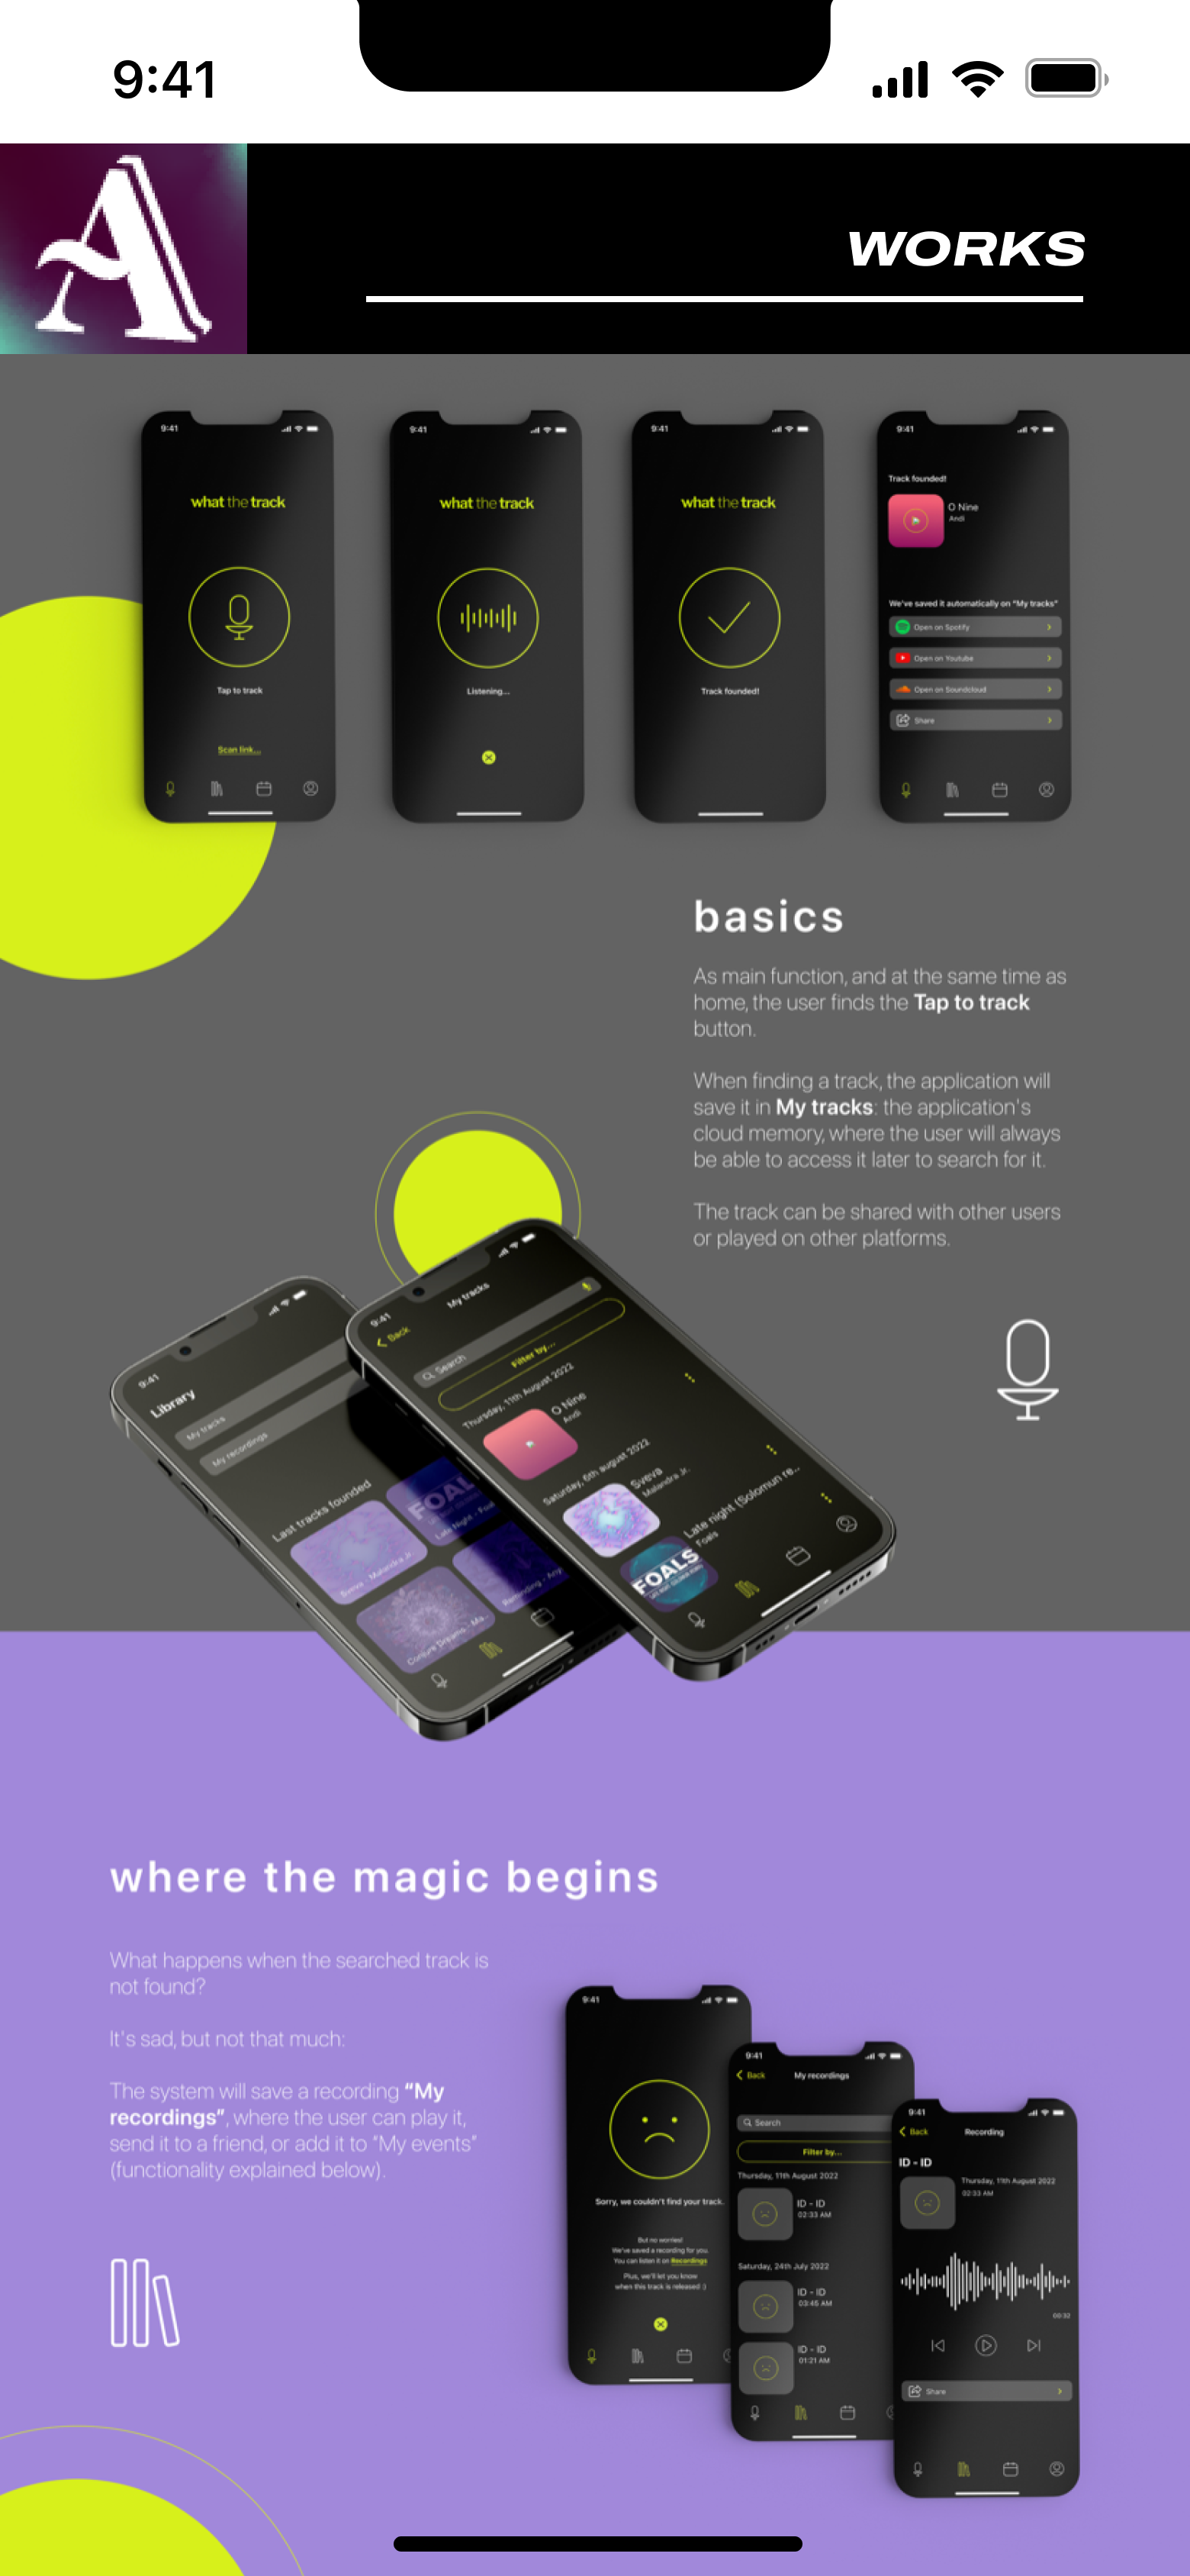 9:41
A
WORKS
9:41
what the track
Tap to track
Scan link...
9:41
what the track
Listening...
9:41
what the track
Track founded!
9:41
Track founded!
O Nine
Andi
We've saved it automatically on "My tracks"
Open on Spotify
Open on Youtube
Open on Soundcloud
Share
basics
As main function, and at the same time as
home, the user finds the Tap to track
button.
When finding a track, the application will
save it in My tracks: the application's
cloud memory, where the user will always
be able to access it later to search for it.
The track can be shared with other users
or played on other platforms.
9:41
Library
My tracks
My recordings
Last tracks founded
Sveva - Malandra Jr.
FOALS
Late Night - Foals
Conjure Dreams - Ma...
9:41
Back
My tracks
Search
Filter by...
Thursday, 11th August 2022
O Nine
Andi
Saturday, 6th august 2022
Sveva
Malandra Jr.
Late night (Solomun re..
Foals
FOALS
where the magic begins
What happens when the searched track is
not found?
It's sad, but not that much:
The system will save a recording "My
recordings", where the user can play it,
send it to a friend, or add it to "My events"
(functionality explained below).
9:41
Sorry, we couldn't find your track.
But no worries!
We've saved a recording for you.
You can listen it on Recordings
Plus, we'll let you know
when this track is released :)
9:41
Back
My recordings
Search
Filter by...
Thursday, 11th August 2022
ID - ID
02:33 AM
Saturday, 24th July 2022
ID - ID
03:45 AM
ID - ID
01:21 AM
9:41
Back
Recording
ID - ID
Thursday, 11th August 2022
02:33 AM
00:32
Share